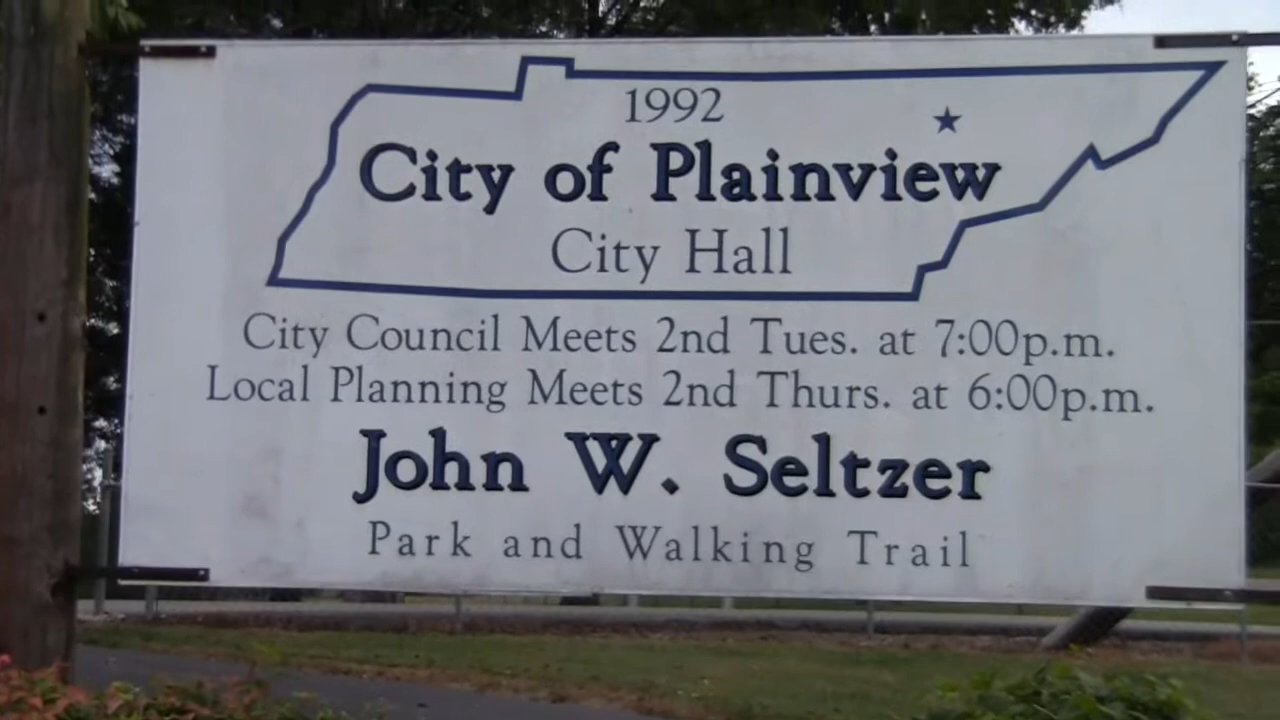 1992
City of Plainview
City Hall
City Council Meets 2nd Tues. at 7:00p.m.
Local Planning Meets 2nd Thurs. at 6:00p.m.
John W. Seltzer
Park and Walking Trail